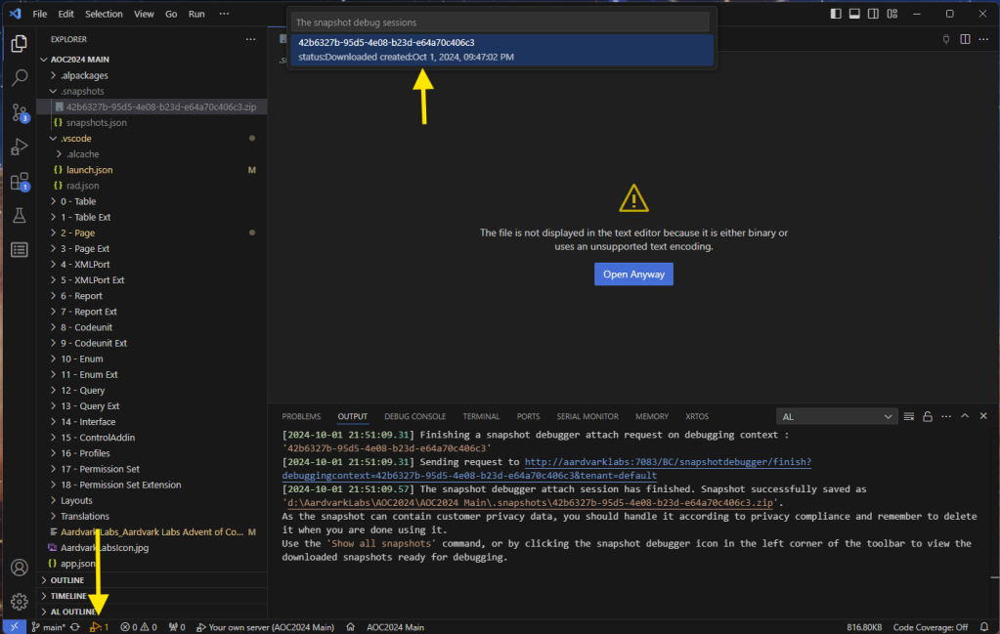 File Edit Selection View Go Run ···
The snapshot debug sessions
42b6327b-95d5-4e08-b23d-e64a70c406c3
status:Downloaded created:Oct 1, 2024, 09:47:02 PM
EXPLORER
AOC2024 MAIN
.alpackages
.snapshots
42b6327b-95d5-4e08-b23d-e64a70c406c3.zip
{} snapshots.json
3
.vscode
.alcache
{} launch.json M
1
{} rad.json
0 - Table
1 - Table Ext
2 - Page
3 - Page Ext
4 - XMLPort
5 - XMLPort Ext
6 - Report
7 - Report Ext
8 - Codeunit
9 - Codeunit Ext
10 - Enum
11 - Enum Ext
12 - Query
13 - Query Ext
14 - Interface
15 - ControlAddin
16 - Profiles
17 - Permission Set
18 - Permission Set Extension
Layouts
Translations
Aardvark Labs_Aardvark Labs Advent of Co... M
AardvarkLabsIcon.jpg
{} app.json
OUTLINE
TIMELINE
AL OUTLINE
The file is not displayed in the text editor because it is either binary or
uses an unsupported text encoding.
Open Anyway
PROBLEMS OUTPUT DEBUG CONSOLE TERMINAL PORTS SERIAL MONITOR MEMORY XRTOS AL
[2024-10-01 21:51:09.31] Finishing a snapshot debugger attach request on debugging context :
'42b6327b-95d5-4e08-b23d-e64a70c406c3'
[2024-10-01 21:51:09.31] Sending request to http://aardvarklabs:7083/BC/snapshotdebugger/finish?
debuggingcontext=42b6327b-95d5-4e08-b23d-e64a70c406c3&tenant=default
[2024-10-01 21:51:09.57] The snapshot debugger attach session has finished. Snapshot successfully saved as
'd:\AardvarkLabs\AOC2024\AOC2024 Main\.snapshots\42b6327b-95d5-4e08-b23d-e64a70c406c3.zip'.
As the snapshot can contain customer privacy data, you should handle it according to privacy compliance and remember to delete
it when you are done using it.
Use the 'Show all snapshots' command, or by clicking the snapshot debugger icon in the left corner of the toolbar to view the
downloaded snapshots ready for debugging.
main* 1 0 0 0 Your own server (AOC2024 Main) AOC2024 Main 816.80KB Code Coverage: Off